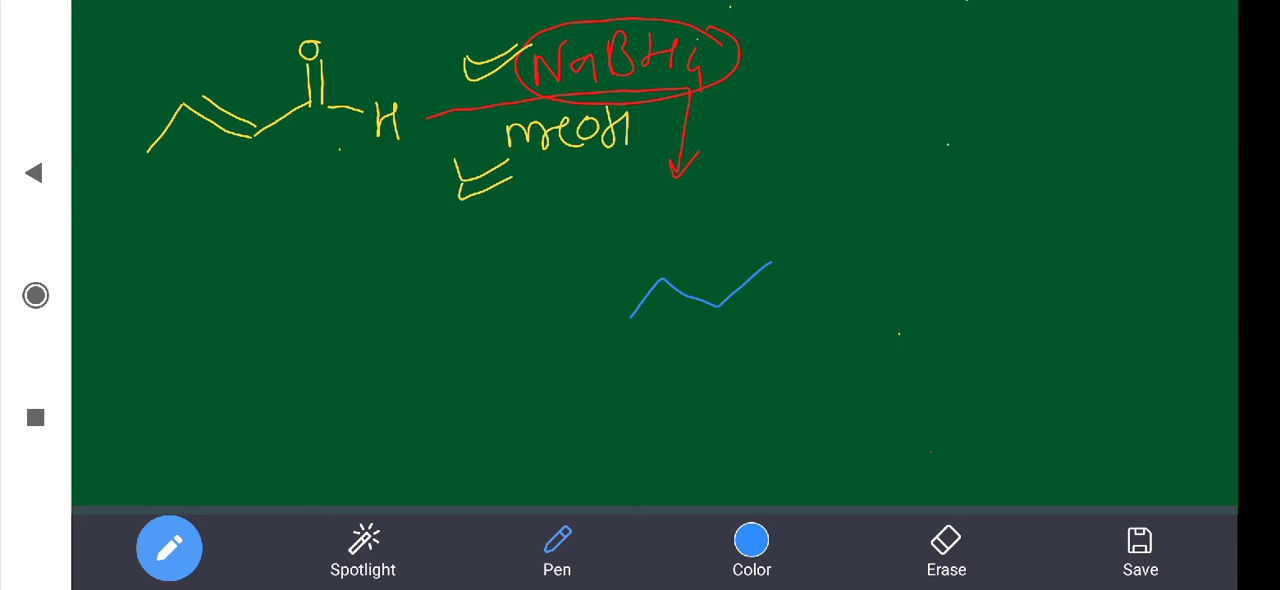 O
NaBH4
H
meOH
Spotlight
Pen
Color
Erase
Save